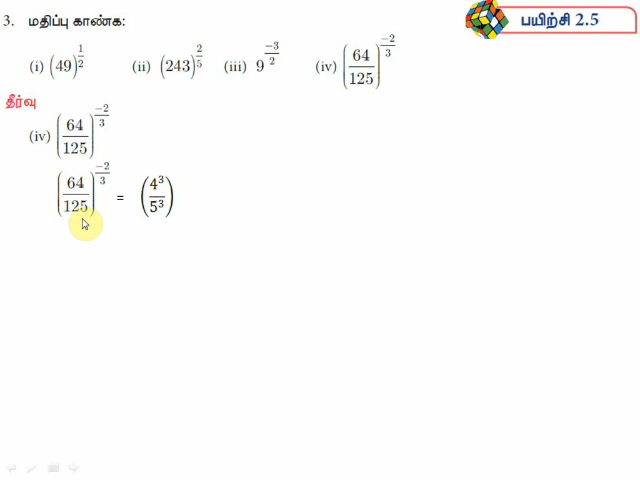 பயிற்சி 2.5
3. மதிப்பு காண்க:
(i) (49)^{1/2} (ii) (243)^{2/5} (iii) 9^{-3/2} (iv) (64/125)^{-2/3}
தீர்வு
(iv) (64/125)^{-2/3}
(64/125)^{-2/3} = (4³/5³)